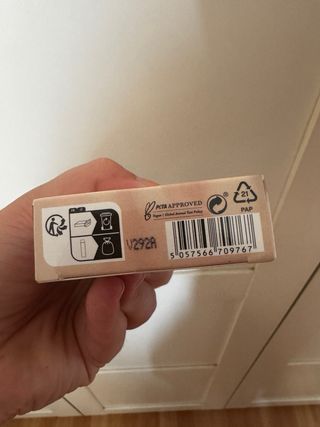 PETA APPROVED
Vegan | Global Animal Test Policy
21
PAP
V292A
5 057566 709767